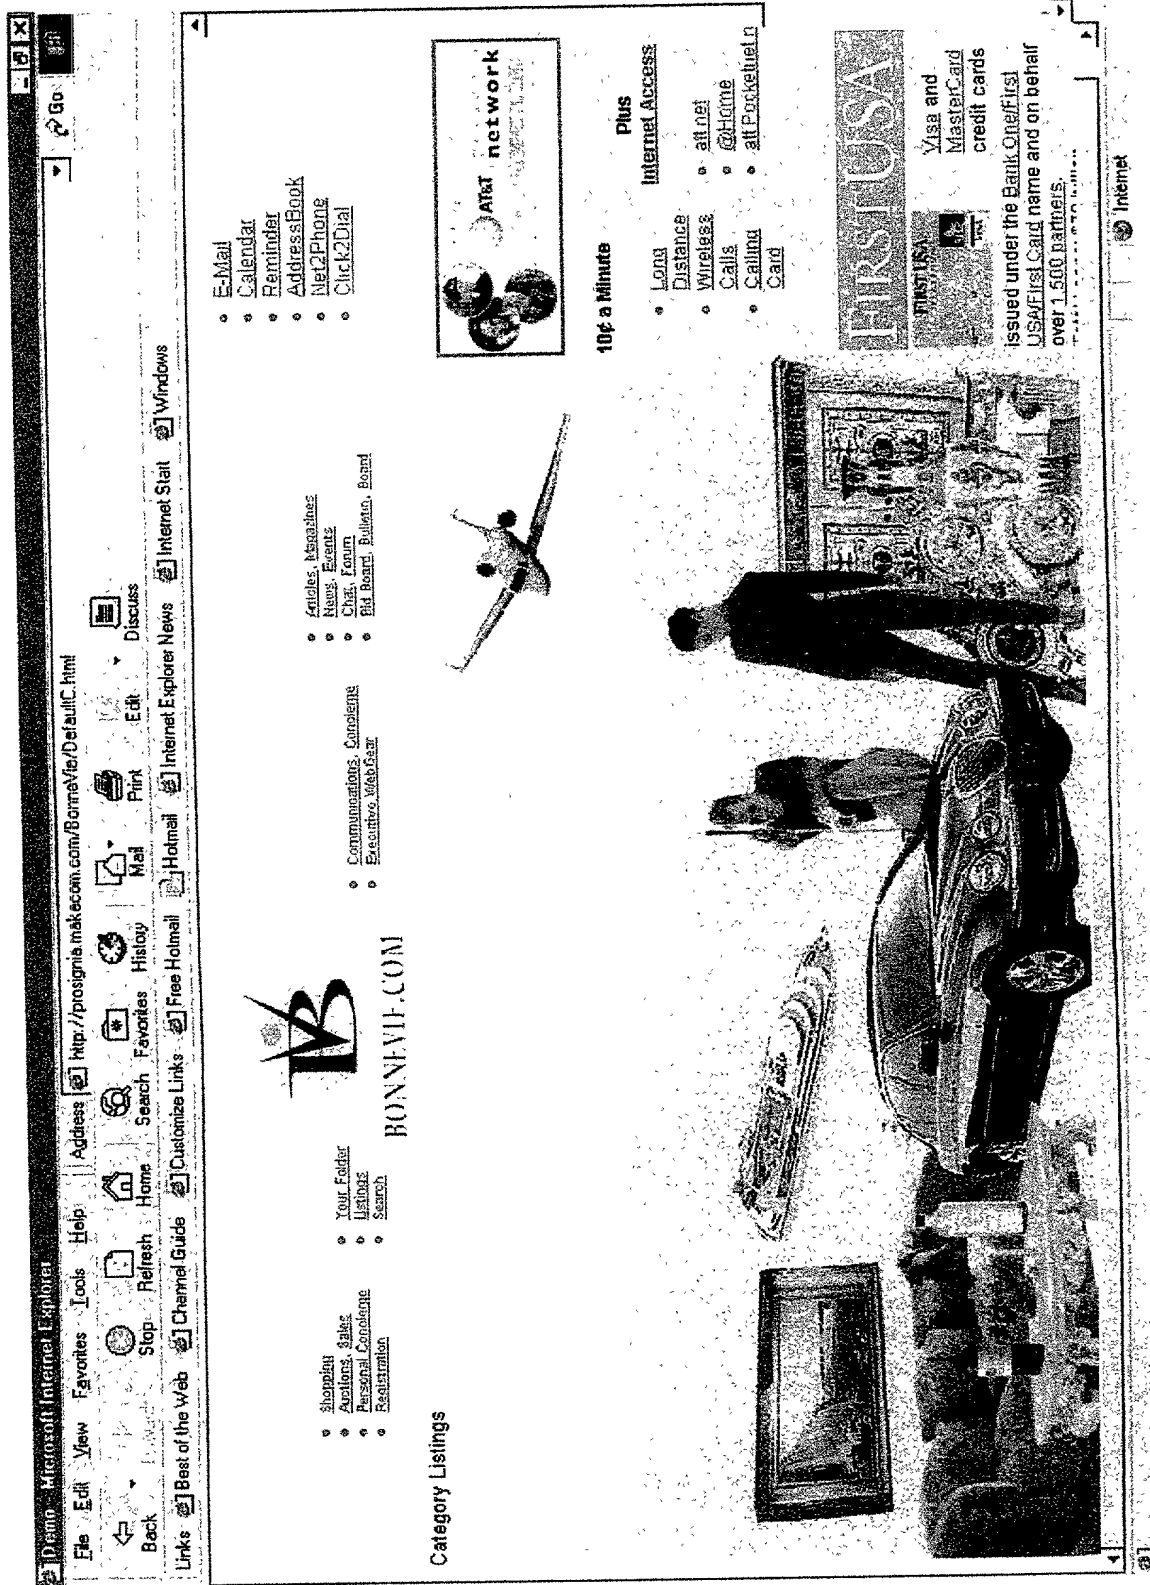 Demo - Microsoft Internet Explorer
File Edit View Favorites Tools Help Address http://prosignia.makecom.com/BonneVie/DefaultC.html Go
Back Stop Refresh Home Search Favorites History Mail Print Edit Discuss
Links Best of the Web Channel Guide Customize Links Free Hotmail Hotmail Internet Explorer News Internet Start Windows
Shopping
Auctions, Sales
Personal Concierge
Registration
Your Folder
Listings
Search
BONNEVIE.COM
Communications, Concierge
Executive WebGear
Articles, Magazines
News, Events
Chat, Forum
Bid Board, Bulletin, Board
E-Mail
Calendar
Reminder
AddressBook
Net2Phone
Click2Dial
Category Listings
AT&T network
10¢ a Minute
Long
Distance
Wireless
Calls
Calling
Card
Plus
Internet Access
att.net
@Home
att Pocketnet
FIRST USA
FIRST USA
Visa and
MasterCard
credit cards
issued under the Bank One/First
USA/First Card name and on behalf
over 1,500 partners.
Internet